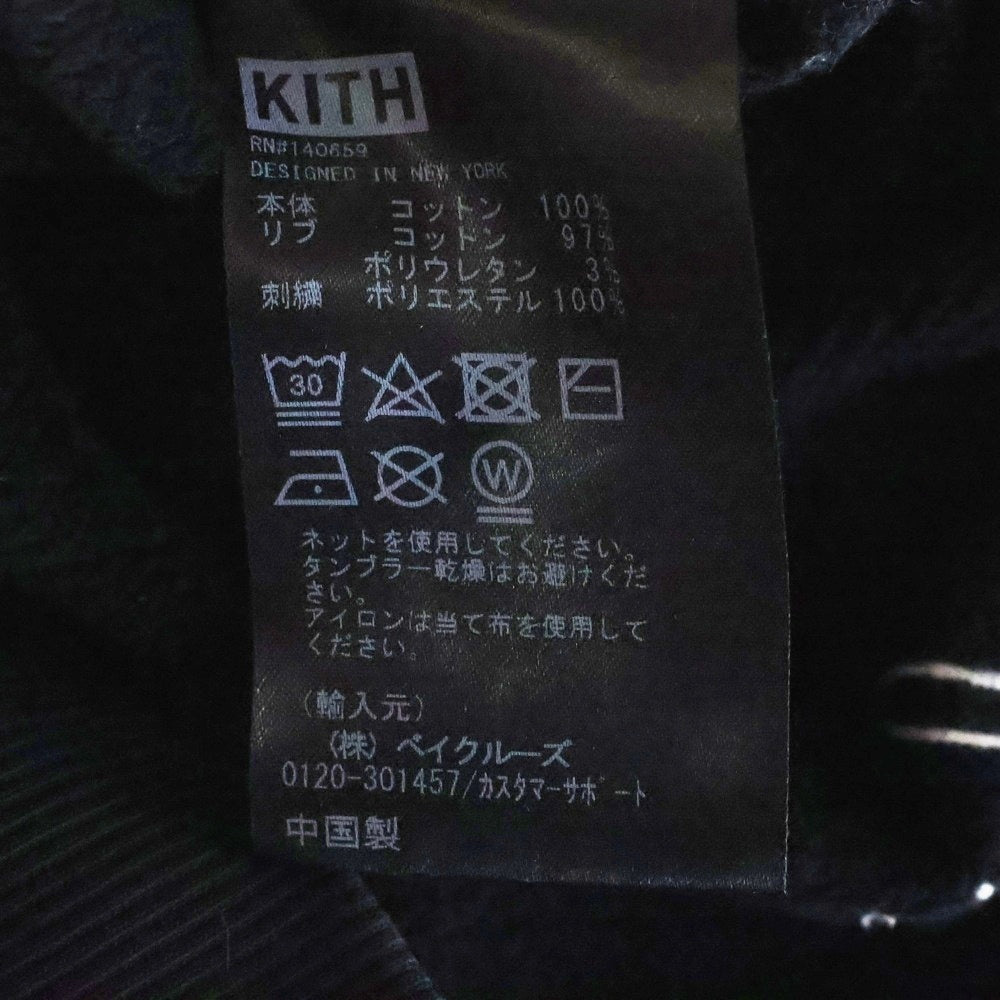 KITH
RN#140659
DESIGNED IN NEW YORK
本体 コットン 100%
リブ コットン 97%
ポリウレタン 3%
刺繍 ポリエステル 100%
30
W
ネットを使用してください。
タンブラー乾燥はお避けくだ
さい。
アイロンは当て布を使用して
ください。
(輸入元)
(株) ベイクルーズ
0120-301457/カスタマーサポート
中国製